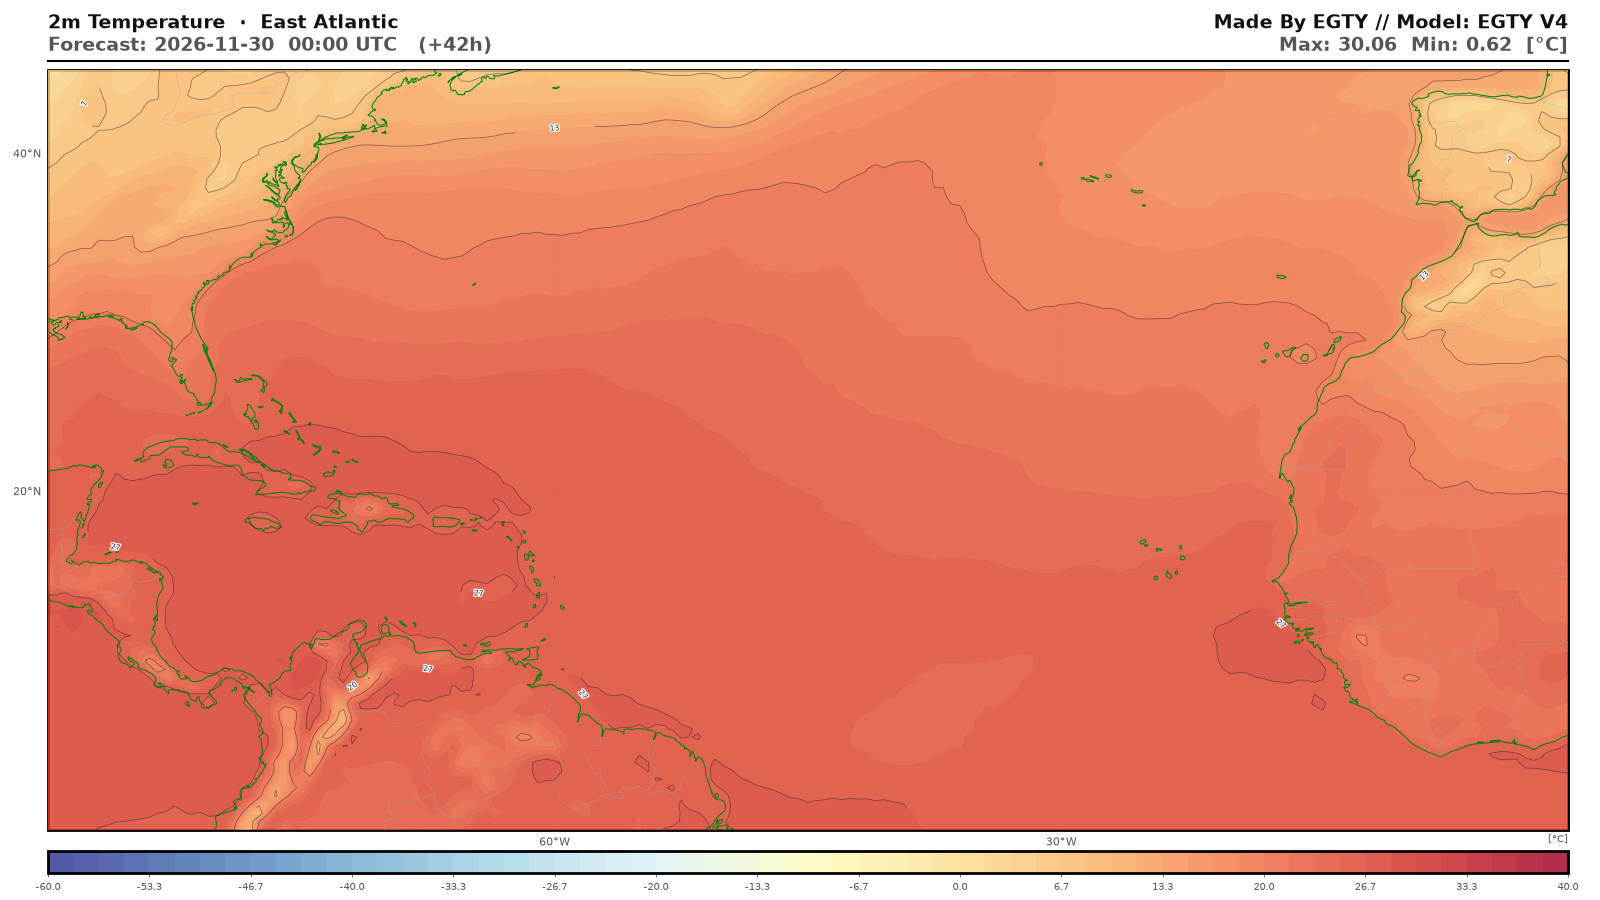 2m Temperature · East Atlantic
Made By EGTY // Model: EGTY V4
Forecast: 2026-11-30 00:00 UTC (+42h)
Max: 30.06 Min: 0.62 [°C]
7
13
40°N
7
13
20°N
27
27
27
27
20
27
60°W
30°W
[°C]
-60.0 -53.3 -46.7 -40.0 -33.3 -26.7 -20.0 -13.3 -6.7 0.0 6.7 13.3 20.0 26.7 33.3 40.0